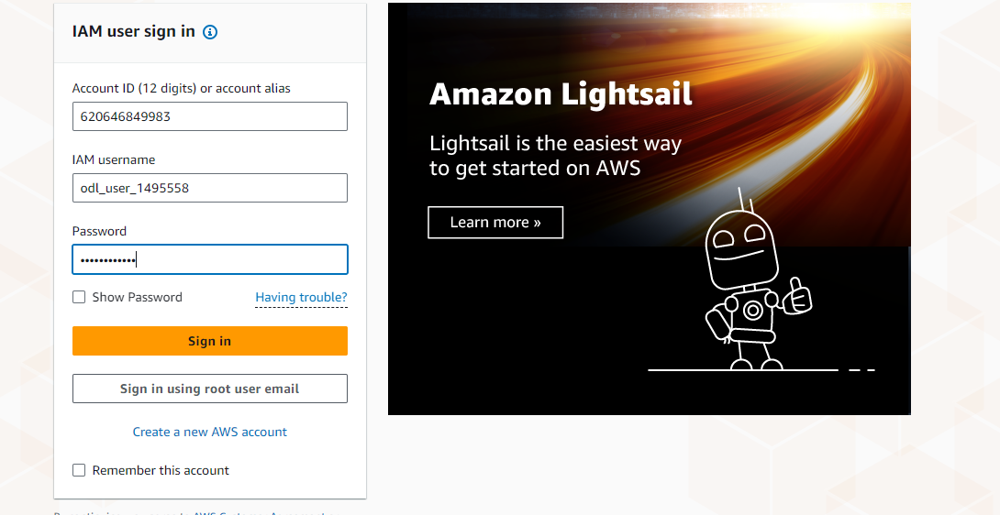 IAM user sign in
Account ID (12 digits) or account alias
620646849983
IAM username
odl_user_1495558
Password
••••••••••••
Show Password
Having trouble?
Sign in
Sign in using root user email
Create a new AWS account
Remember this account
Amazon Lightsail
Lightsail is the easiest way
to get started on AWS
Learn more »